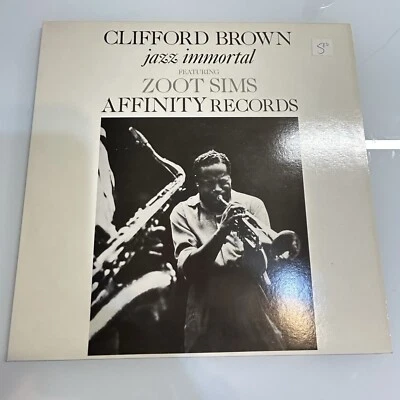 CLIFFORD BROWN
jazz immortal
FEATURING
ZOOT SIMS
AFFINITY RECORDS